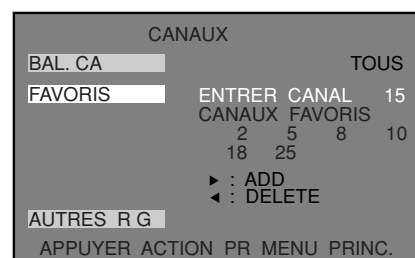 CANAUX
BAL. CA TOUS
FAVORIS ENTRER CANAL 15
CANAUX FAVORIS
2 5 8 10
18 25
► : ADD
◄ : DELETE
AUTRES R G
APPUYER ACTION PR MENU PRINC.